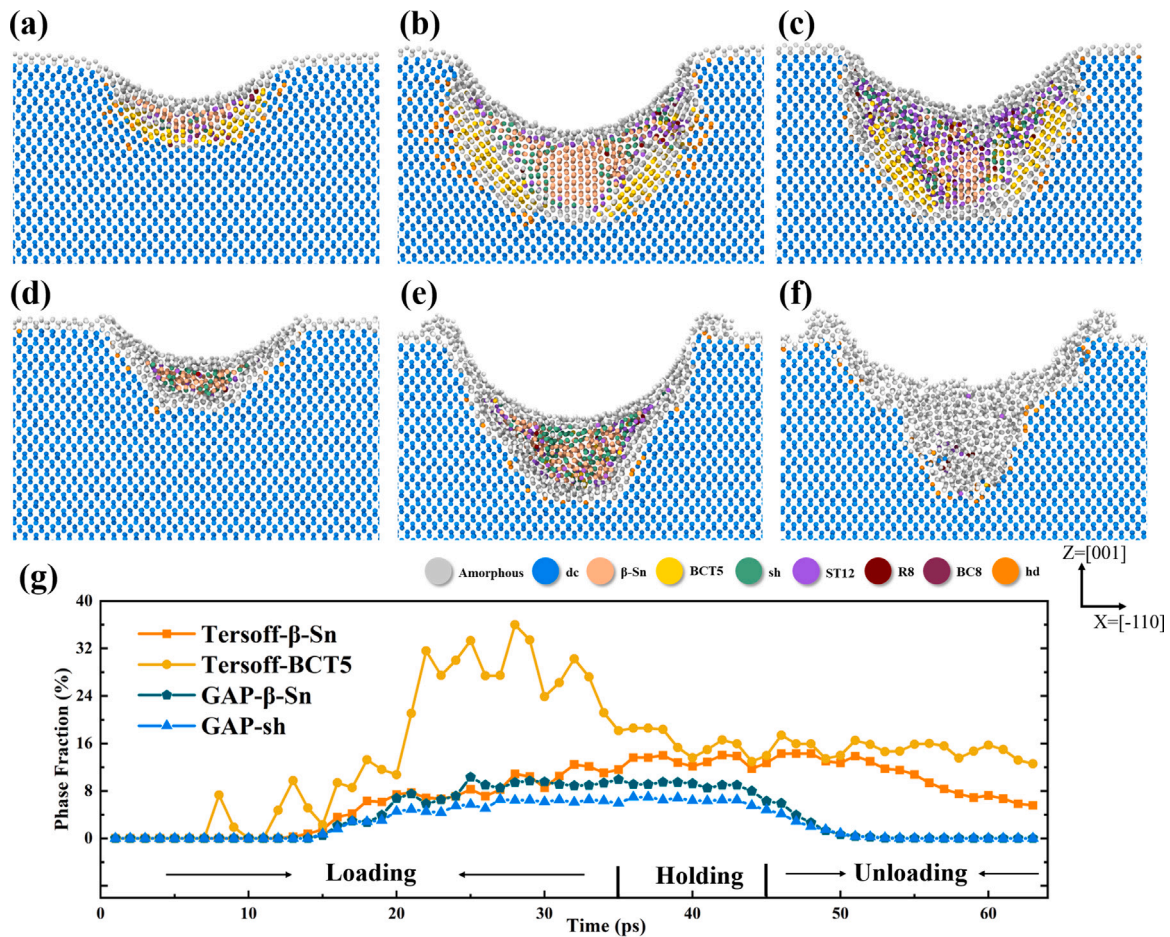 (a)
(b)
(c)
(d)
(e)
(f)
Z=[001]
X=[-110]
Amorphous dc β-Sn BCT5 sh ST12 R8 BC8 hd
(g)
Tersoff-β-Sn
Tersoff-BCT5
GAP-β-Sn
GAP-sh
Phase Fraction (%)
40
32
24
16
8
0
Loading
Holding
Unloading
0 10 20 30 40 50 60
Time (ps)